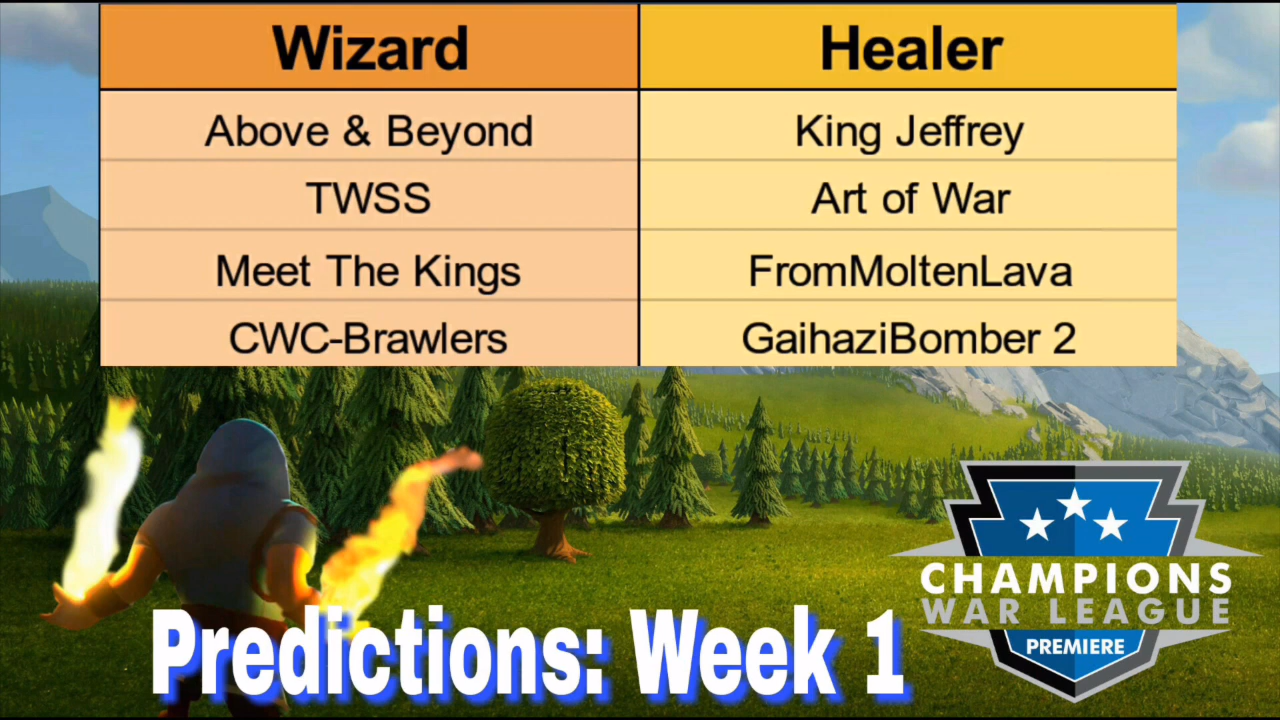 Wizard
Healer
Above & Beyond
King Jeffrey
TWSS
Art of War
Meet The Kings
FromMoltenLava
CWC-Brawlers
GaihaziBomber 2
CHAMPIONS
WAR LEAGUE
PREMIERE
Predictions: Week 1